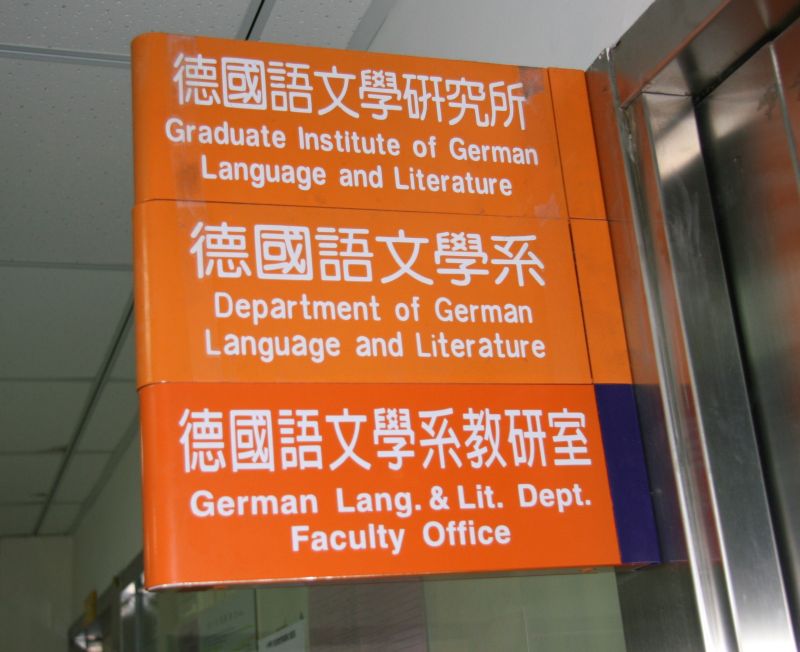 德國語文學研究所
Graduate Institute of German
Language and Literature
德國語文學系
Department of German
Language and Literature
德國語文學系教研室
German Lang. & Lit. Dept.
Faculty Office